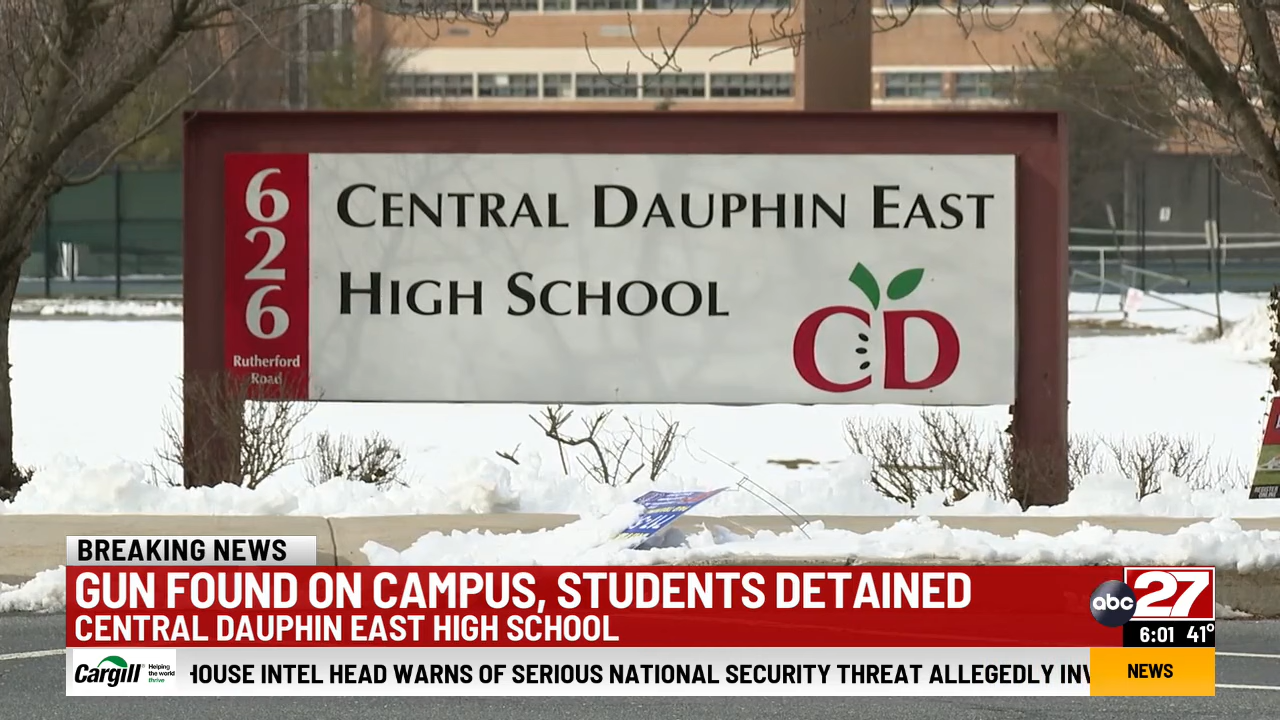 626
Rutherford
Road
CENTRAL DAUPHIN EAST
HIGH SCHOOL
CD
BREAKING NEWS
GUN FOUND ON CAMPUS, STUDENTS DETAINED
CENTRAL DAUPHIN EAST HIGH SCHOOL
abc 27
6:01 41°
Cargill® Helping the world thrive
HOUSE INTEL HEAD WARNS OF SERIOUS NATIONAL SECURITY THREAT ALLEGEDLY INV
NEWS